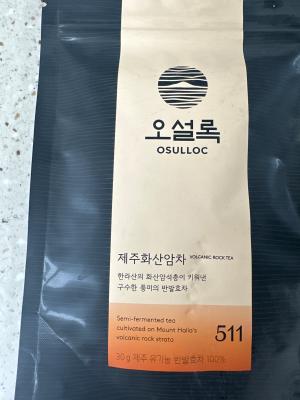 오설록
OSULLOC
제주화산암차 VOLCANIC ROCK TEA
한라산의 화산암석층이 키워낸
구수한 풍미의 반발효차
Semi-fermented tea
cultivated on Mount Halla's
volcanic rock strata
511
30g 제주 유기농 반발효차 100%